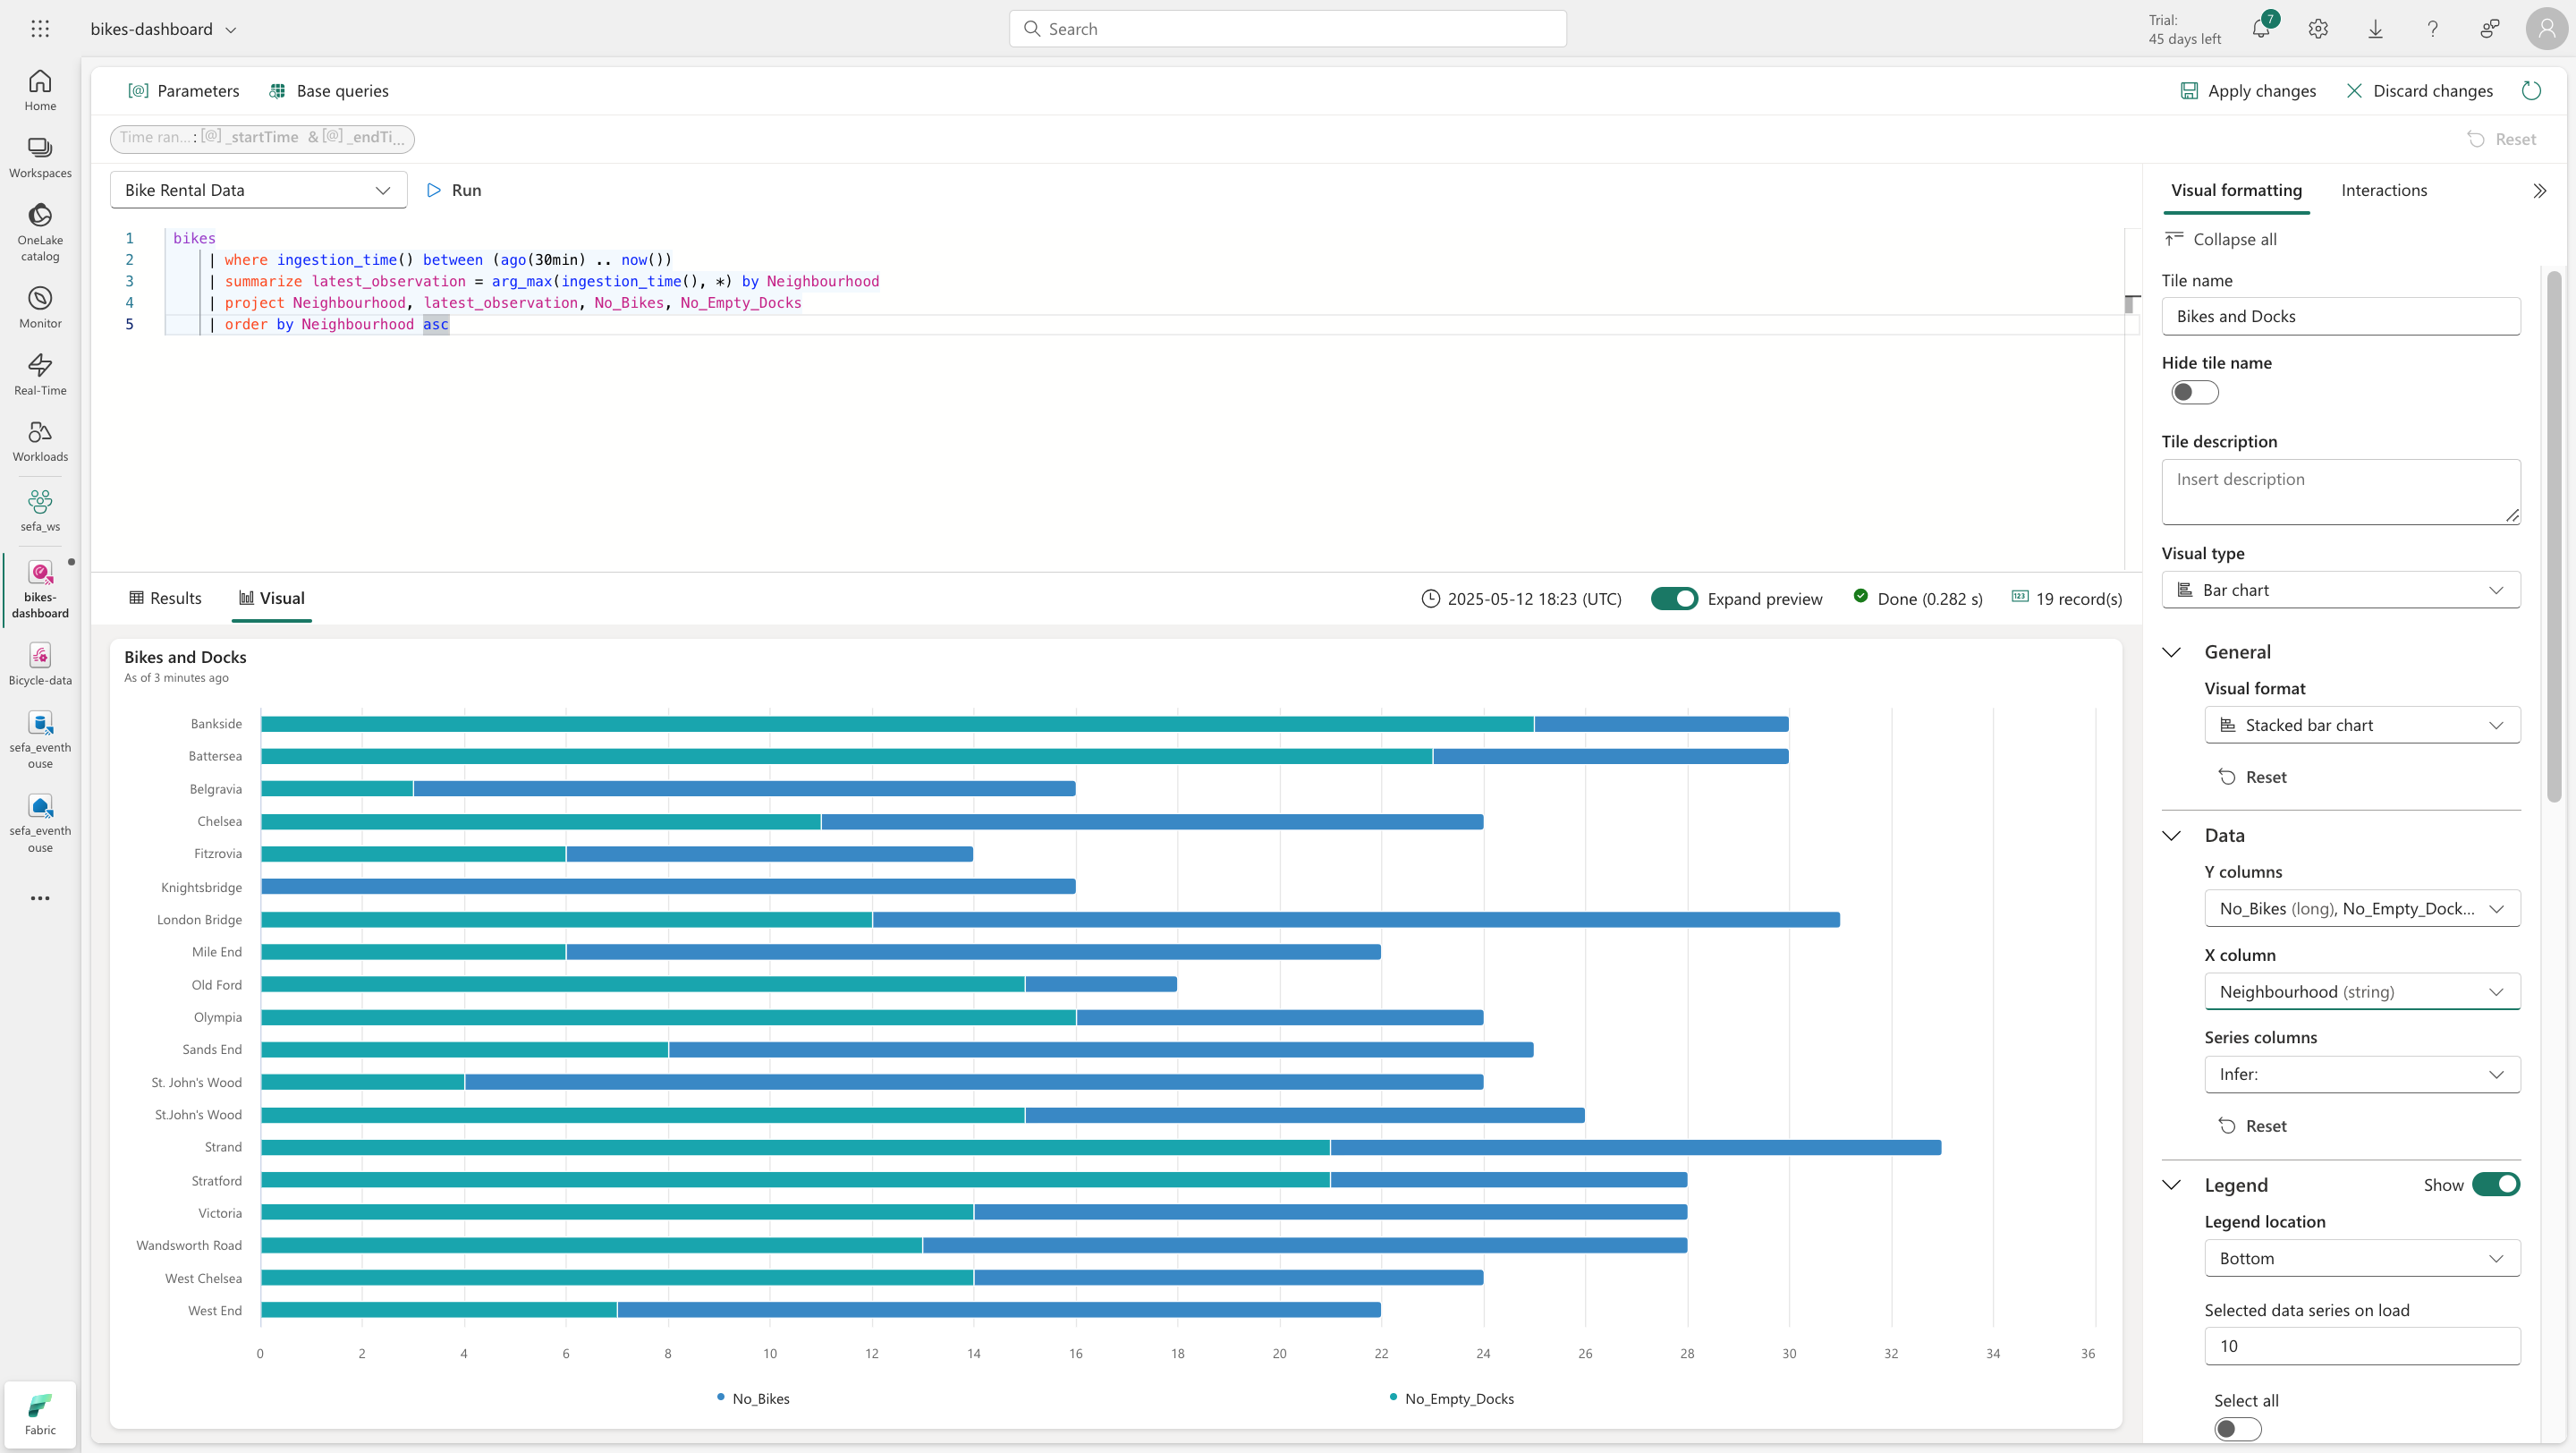 bikes-dashboard
Search
Trial:
45 days left
7
Home
Workspaces
OneLake
catalog
Monitor
Real-Time
Workloads
sefa_ws
bikes-
dashboard
Bicycle-data
sefa_eventh
ouse
sefa_eventh
ouse
Fabric
Parameters
Base queries
Apply changes
Discard changes
Time ran... : [@] _startTime & [@] _endTi...
Reset
Bike Rental Data
Run
1 bikes
2 | where ingestion_time() between (ago(30min) .. now())
3 | summarize latest_observation = arg_max(ingestion_time(), *) by Neighbourhood
4 | project Neighbourhood, latest_observation, No_Bikes, No_Empty_Docks
5 | order by Neighbourhood asc
Results
Visual
2025-05-12 18:23 (UTC)
Expand preview
Done (0.282 s)
19 record(s)
Bikes and Docks
As of 3 minutes ago
Bankside
Battersea
Belgravia
Chelsea
Fitzrovia
Knightsbridge
London Bridge
Mile End
Old Ford
Olympia
Sands End
St. John's Wood
St.John's Wood
Strand
Stratford
Victoria
Wandsworth Road
West Chelsea
West End
0 2 4 6 8 10 12 14 16 18 20 22 24 26 28 30 32 34 36
No_Bikes
No_Empty_Docks
Visual formatting
Interactions
Collapse all
Tile name
Bikes and Docks
Hide tile name
Tile description
Insert description
Visual type
Bar chart
General
Visual format
Stacked bar chart
Reset
Data
Y columns
No_Bikes (long), No_Empty_Dock...
X column
Neighbourhood (string)
Series columns
Infer:
Reset
Legend
Show
Legend location
Bottom
Selected data series on load
10
Select all